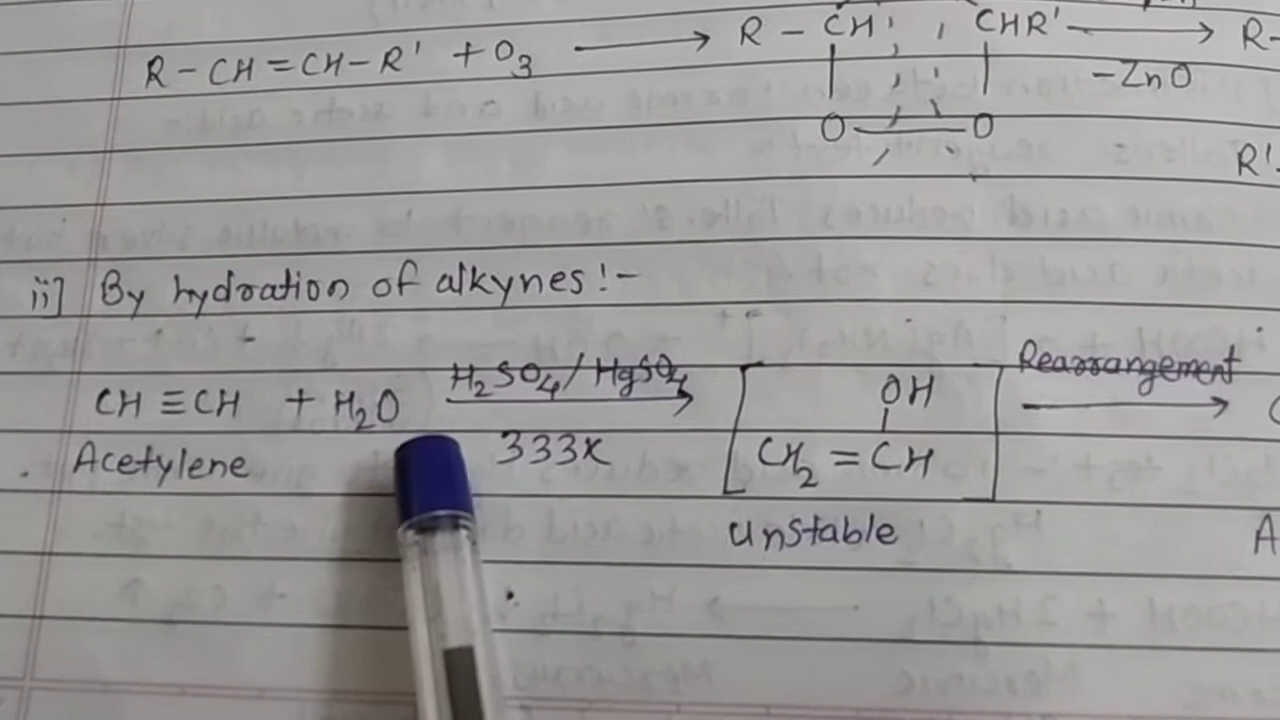 R - CH = CH - R' + O3 ⟶ R - CH CHR' ⟶ R-
- ZnO
O — O
R'-
ii] By hydration of alkynes :-
CH ≡ CH + H2O H2SO4/HgSO4 ⟶ [ OH Rearrangement ⟶
Acetylene 333K CH2 = CH ]
Unstable A